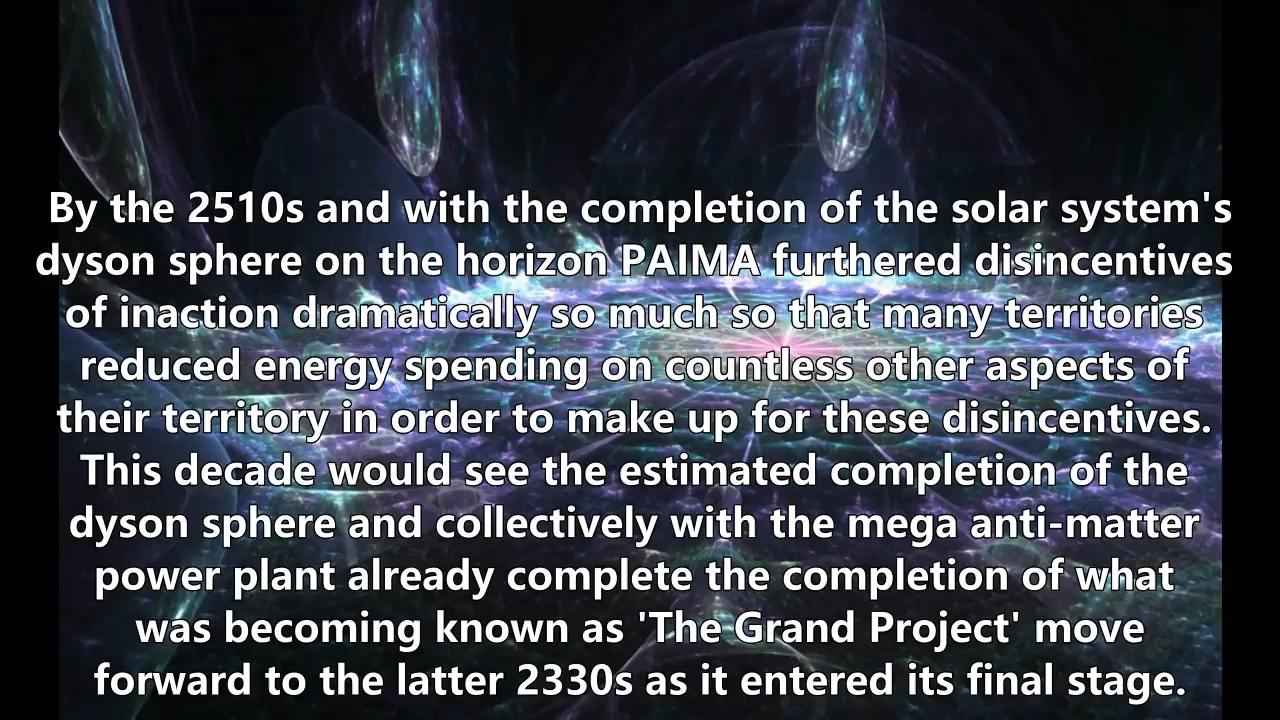 By the 2510s and with the completion of the solar system's
dyson sphere on the horizon PAIMA furthered disincentives
of inaction dramatically so much so that many territories
reduced energy spending on countless other aspects of
their territory in order to make up for these disincentives.
This decade would see the estimated completion of the
dyson sphere and collectively with the mega anti-matter
power plant already complete the completion of what
was becoming known as 'The Grand Project' move
forward to the latter 2330s as it entered its final stage.